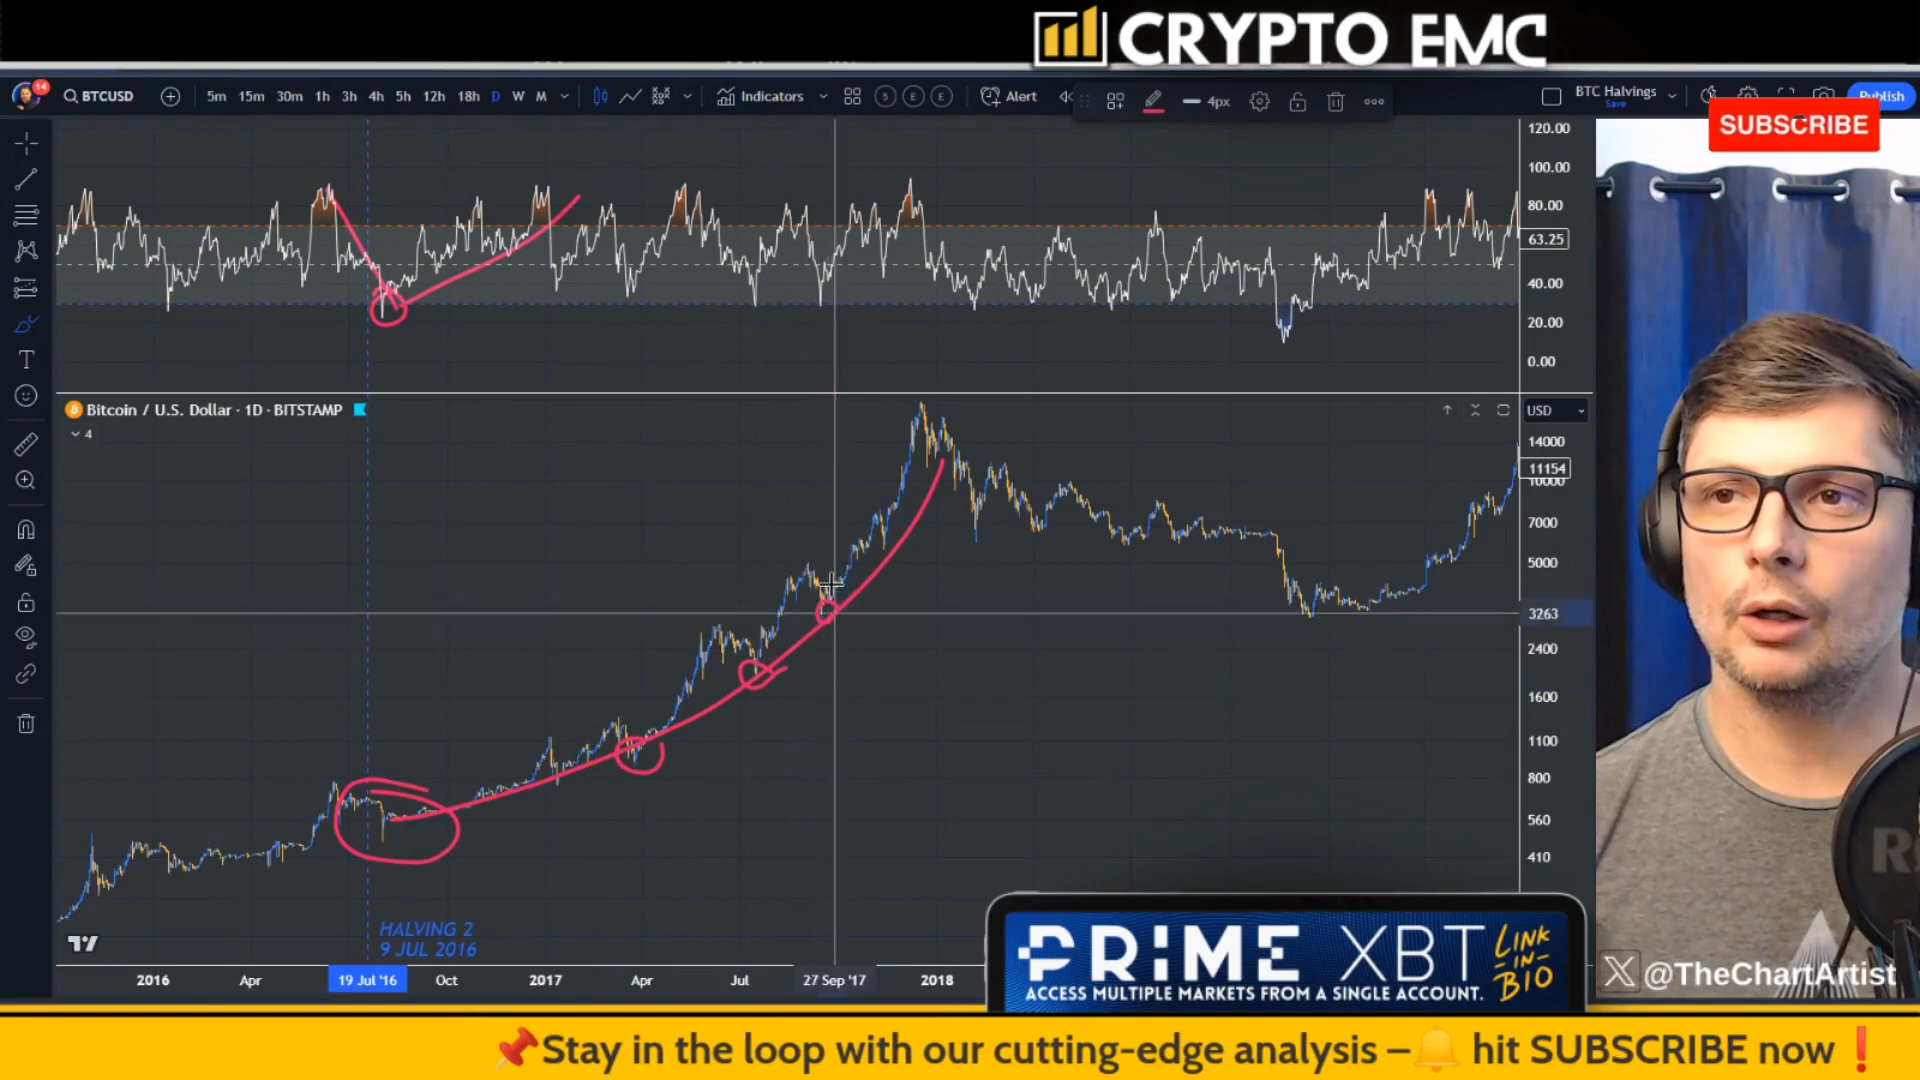 CRYPTO EMC
14
BTCUSD
5m 15m 30m 1h 3h 4h 5h 12h 18h D W M
Indicators
S E E
Alert
4px
BTC Halvings
Save
Publish
SUBSCRIBE
120.00
100.00
80.00
63.25
40.00
20.00
0.00
Bitcoin / U.S. Dollar · 1D · BITSTAMP
4
USD
14000
11154
10000
7000
5000
3263
2400
1600
1100
800
560
410
HALVING 2
9 JUL 2016
2016 Apr 19 Jul '16 Oct 2017 Apr Jul 27 Sep '17 2018
PRIME XBT
LINK
-IN-
BIO
ACCESS MULTIPLE MARKETS FROM A SINGLE ACCOUNT.
X @TheChartArtist
📌Stay in the loop with our cutting-edge analysis –🔔 hit SUBSCRIBE now❗